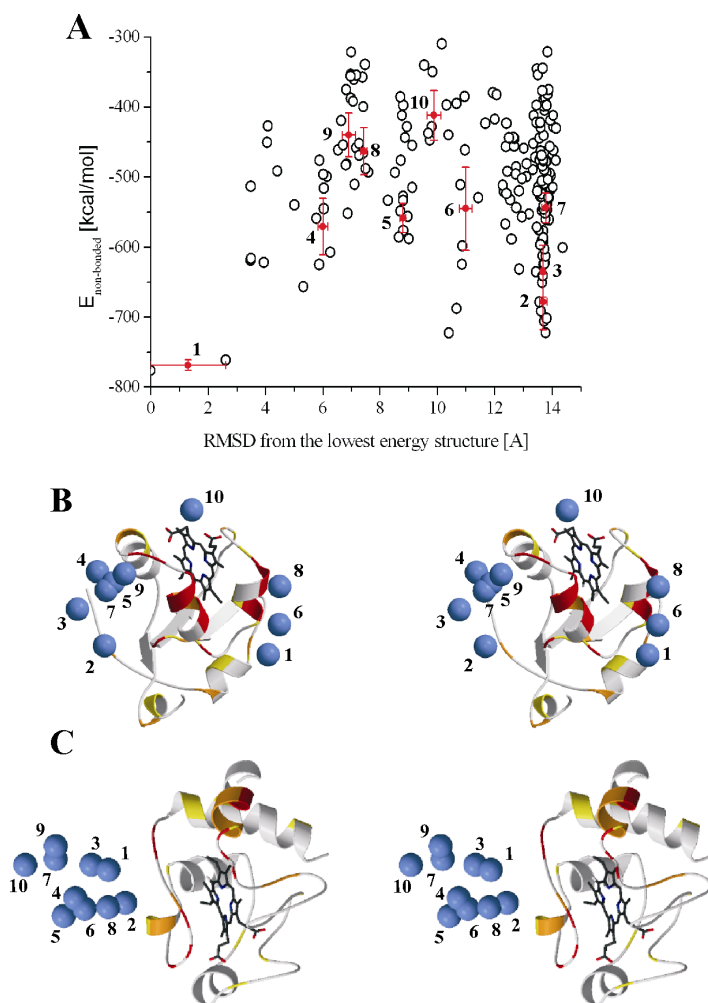 A
-300
-400
-500
-600
-700
-800
E non-bonded [kcal/mol]
10
9
8
7
6
5
4
3
2
1
0 2 4 6 8 10 12 14
RMSD from the lowest energy structure [A]
B
10 10
4 9 8 4 9 8
5 5
7 7
3 6 3 6
2 1 2 1
C
9 3 9 3
1 1
10 7 10 7
4 4
2 2
5 6 8 5 6 8